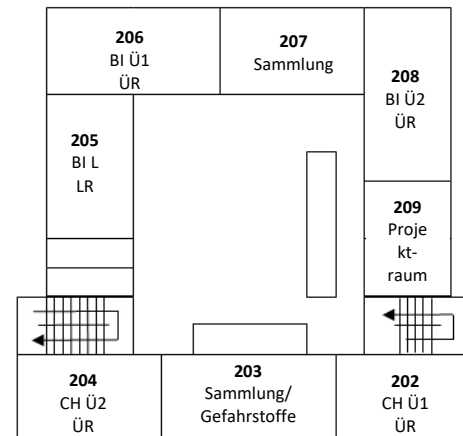 206
BI Ü1
ÜR
207
Sammlung
208
BI Ü2
ÜR
205
BI L
LR
209
Proje
kt-
raum
204
CH Ü2
ÜR
203
Sammlung/
Gefahrstoffe
202
CH Ü1
ÜR